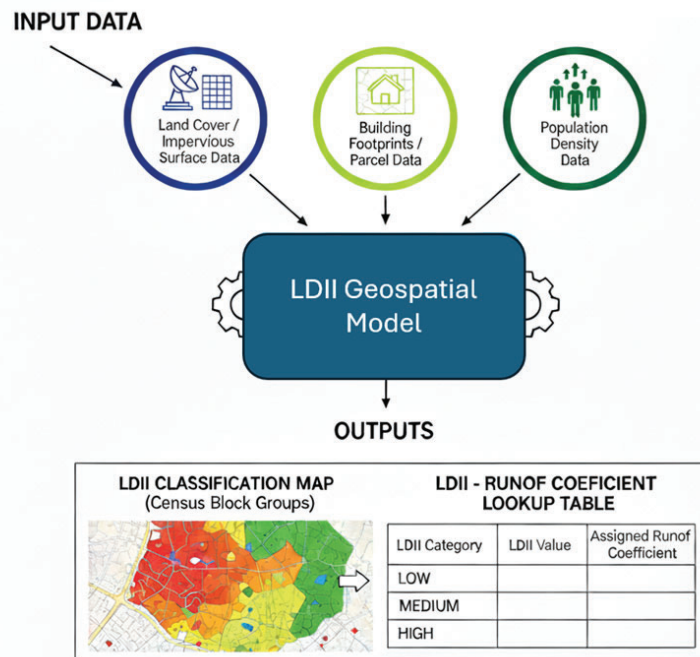 INPUT DATA
Land Cover /
Impervious
Surface Data
Building
Footprints /
Parcel Data
Population
Density
Data
LDII Geospatial
Model
OUTPUTS
LDII CLASSIFICATION MAP
(Census Block Groups)
LDII - RUNOF COEFICIENT
LOOKUP TABLE
LDII Category LDII Value Assigned Runof
Coefficient
LOW
MEDIUM
HIGH